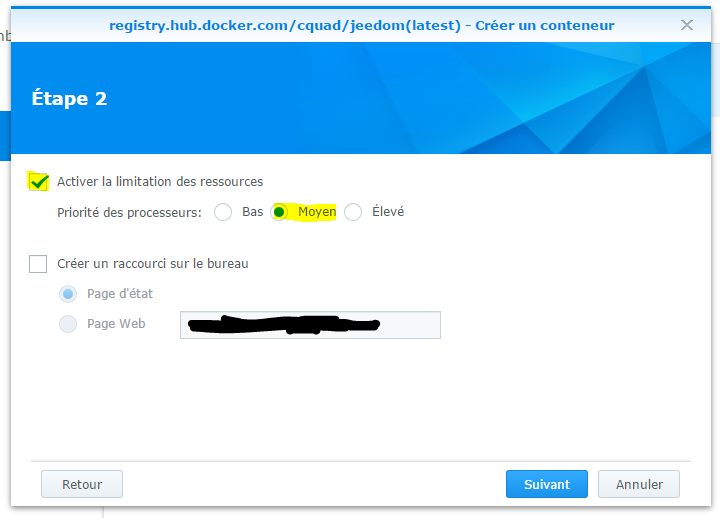 registry.hub.docker.com/cquad/jeedom(latest) - Créer un conteneur
Étape 2
Activer la limitation des ressources
Priorité des processeurs: Bas Moyen Élevé
Créer un raccourci sur le bureau
Page d'état
Page Web
Retour Suivant Annuler